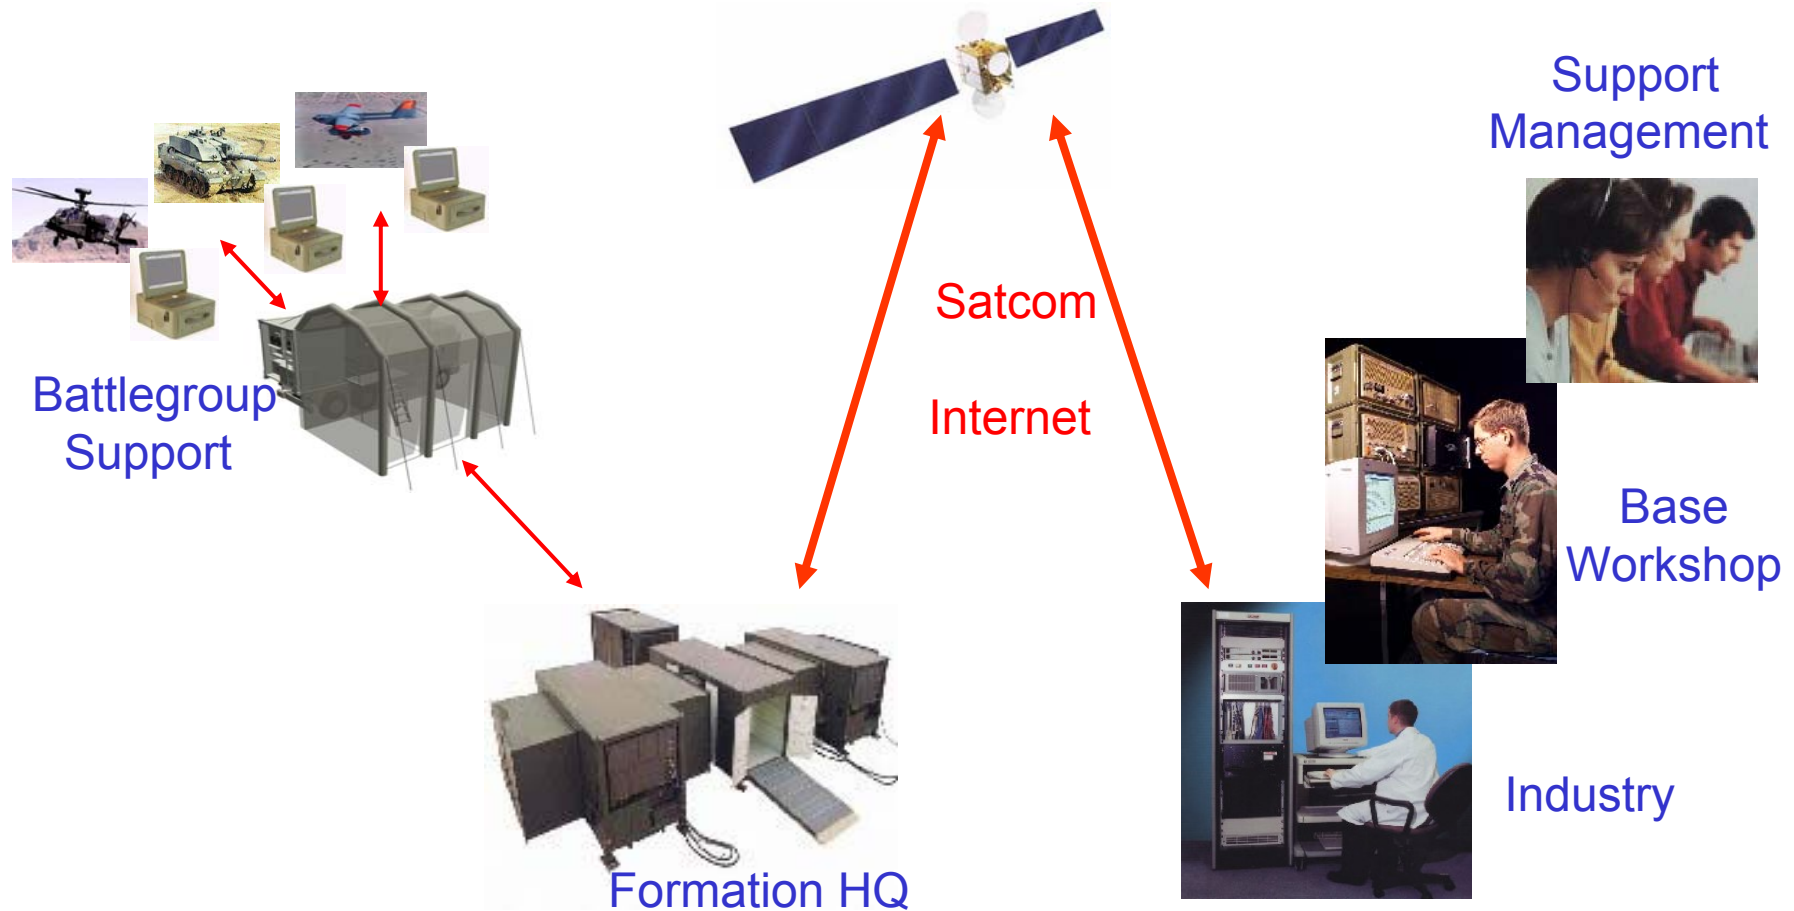 Support
Management
Satcom
Internet
Battlegroup
Support
Base
Workshop
Industry
Formation HQ